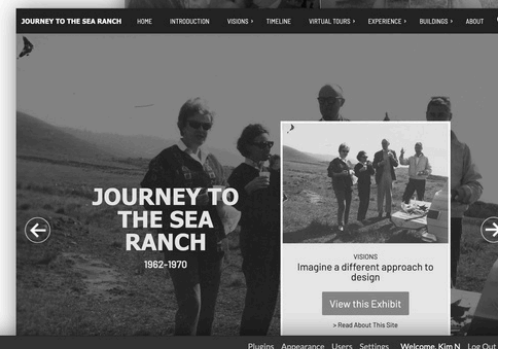 JOURNEY TO THE SEA RANCH HOME INTRODUCTION VISIONS › TIMELINE VIRTUAL TOURS › EXPERIENCE › BUILDINGS › ABOUT
JOURNEY TO
THE SEA
RANCH
1962-1970
VISIONS
Imagine a different approach to
design
View this Exhibit
> Read About This Site
Plugins Appearance Users Settings Welcome, Kim N Log Out